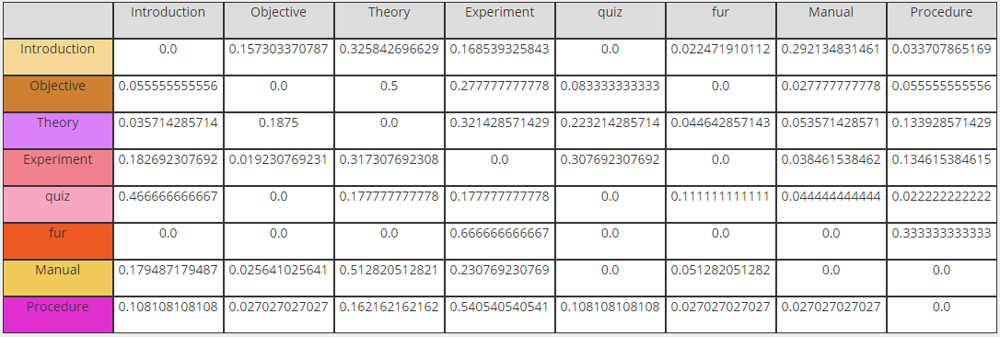 Introduction Objective Theory Experiment quiz fur Manual Procedure
Introduction 0.0 0.157303370787 0.325842696629 0.168539325843 0.0 0.022471910112 0.292134831461 0.033707865169
Objective 0.055555555556 0.0 0.5 0.277777777778 0.083333333333 0.0 0.027777777778 0.055555555556
Theory 0.035714285714 0.1875 0.0 0.321428571429 0.223214285714 0.044642857143 0.053571428571 0.133928571429
Experiment 0.182692307692 0.019230769231 0.317307692308 0.0 0.307692307692 0.0 0.038461538462 0.134615384615
quiz 0.466666666667 0.0 0.177777777778 0.177777777778 0.0 0.111111111111 0.044444444444 0.022222222222
fur 0.0 0.0 0.0 0.666666666667 0.0 0.0 0.0 0.333333333333
Manual 0.179487179487 0.025641025641 0.512820512821 0.230769230769 0.0 0.051282051282 0.0 0.0
Procedure 0.108108108108 0.027027027027 0.162162162162 0.540540540541 0.108108108108 0.027027027027 0.027027027027 0.0